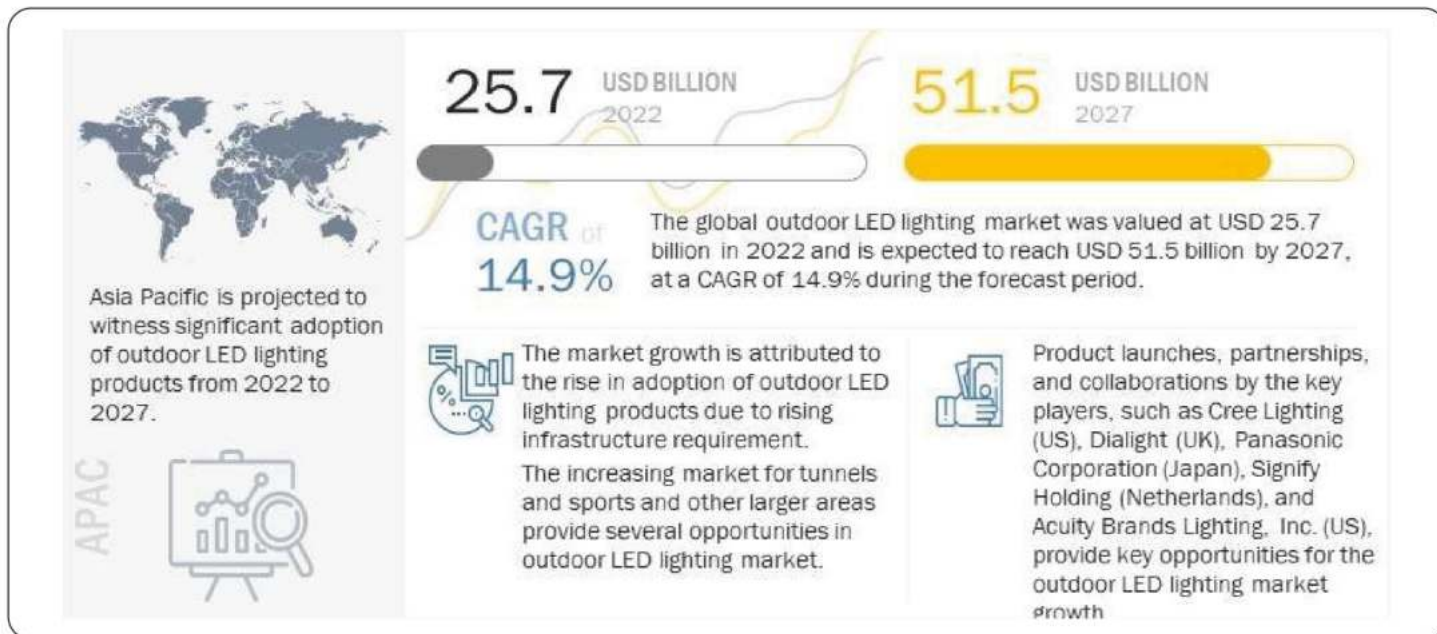 25.7
USD BILLION
2022
51.5
USD BILLION
2027
CAGR of
14.9%
The global outdoor LED lighting market was valued at USD 25.7
billion in 2022 and is expected to reach USD 51.5 billion by 2027,
at a CAGR of 14.9% during the forecast period.
Asia Pacific is projected to
witness significant adoption
of outdoor LED lighting
products from 2022 to
2027.
APAC
The market growth is attributed to
the rise in adoption of outdoor LED
lighting products due to rising
infrastructure requirement.
The increasing market for tunnels
and sports and other larger areas
provide several opportunities in
outdoor LED lighting market.
%
Product launches, partnerships,
and collaborations by the key
players, such as Cree Lighting
(US), Dialight (UK), Panasonic
Corporation (Japan), Signify
Holding (Netherlands), and
Acuity Brands Lighting, Inc. (US),
provide key opportunities for the
outdoor LED lighting market
growth